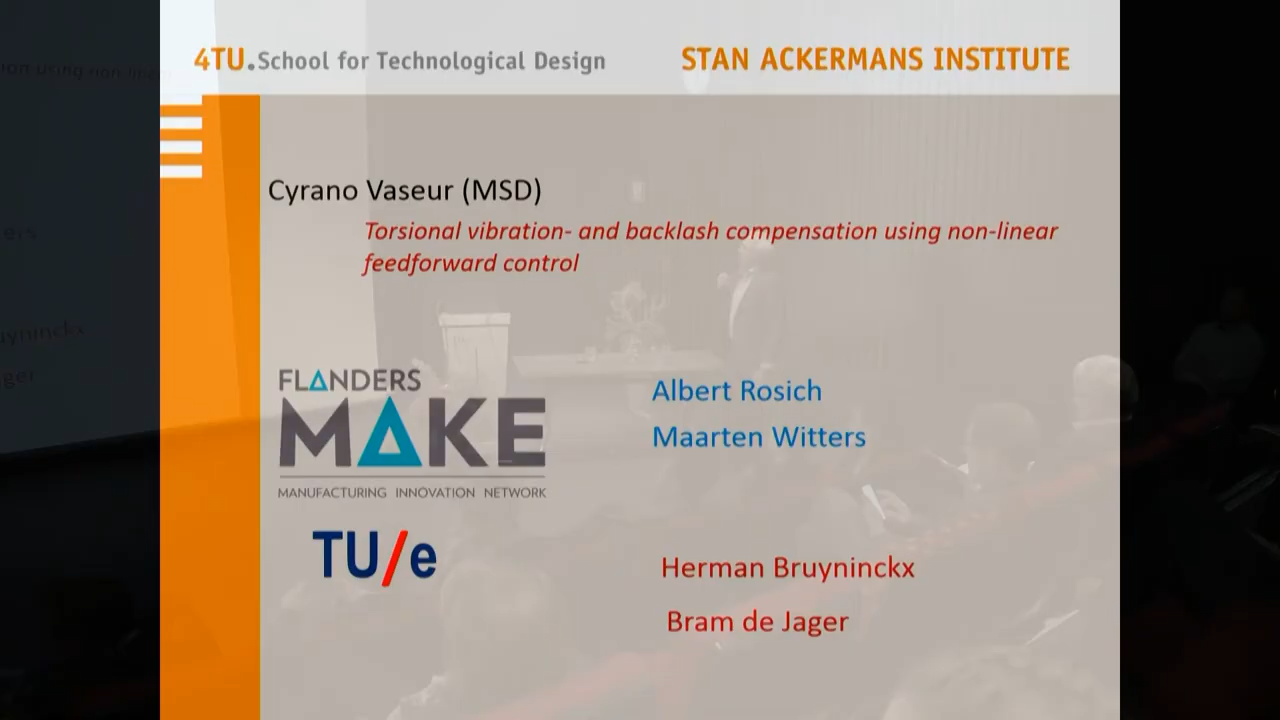 4TU.School for Technological Design
STAN ACKERMANS INSTITUTE
Cyrano Vaseur (MSD)
Torsional vibration- and backlash compensation using non-linear
feedforward control
FLANDERS
MAKE
MANUFACTURING INNOVATION NETWORK
Albert Rosich
Maarten Witters
TU/e
Herman Bruyninckx
Bram de Jager